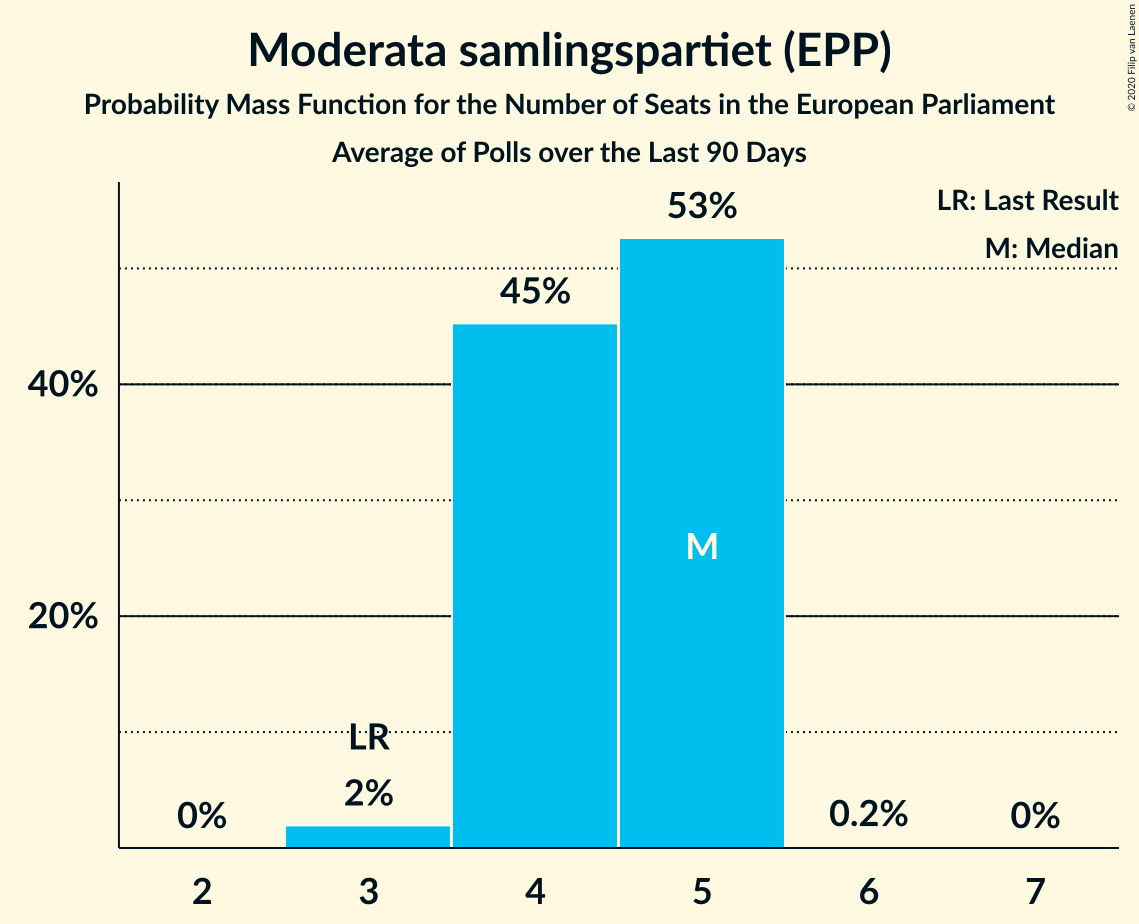 Moderata samlingspartiet (EPP)
Probability Mass Function for the Number of Seats in the European Parliament
Average of Polls over the Last 90 Days
© 2020 Filip van Laenen
LR: Last Result
M: Median
53%
45%
40%
M
20%
LR
2%
0%
0.2%
0%
2 3 4 5 6 7